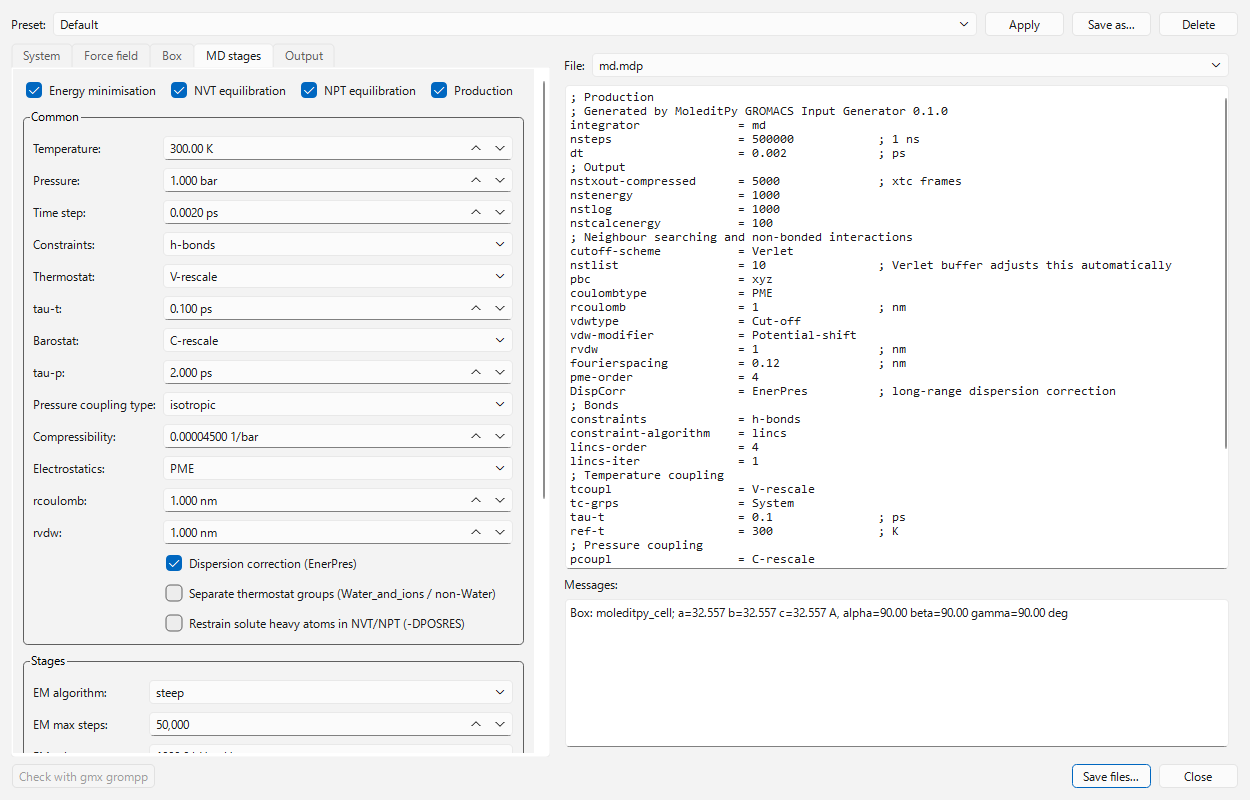 Preset: Default Apply Save as... Delete
System Force field Box MD stages Output
File: md.mdp
Energy minimisation NVT equilibration NPT equilibration Production
Common
Temperature: 300.00 K
Pressure: 1.000 bar
Time step: 0.0020 ps
Constraints: h-bonds
Thermostat: V-rescale
tau-t: 0.100 ps
Barostat: C-rescale
tau-p: 2.000 ps
Pressure coupling type: isotropic
Compressibility: 0.00004500 1/bar
Electrostatics: PME
rcoulomb: 1.000 nm
rvdw: 1.000 nm
Dispersion correction (EnerPres)
Separate thermostat groups (Water_and_ions / non-Water)
Restrain solute heavy atoms in NVT/NPT (-DPOSRES)
Stages
EM algorithm: steep
EM max steps: 50,000
; Production
; Generated by MoleditPy GROMACS Input Generator 0.1.0
integrator = md
nsteps = 500000 ; 1 ns
dt = 0.002 ; ps
; Output
nstxout-compressed = 5000 ; xtc frames
nstenergy = 1000
nstlog = 1000
nstcalcenergy = 100
; Neighbour searching and non-bonded interactions
cutoff-scheme = Verlet
nstlist = 10 ; Verlet buffer adjusts this automatically
pbc = xyz
coulombtype = PME
rcoulomb = 1 ; nm
vdwtype = Cut-off
vdw-modifier = Potential-shift
rvdw = 1 ; nm
fourierspacing = 0.12 ; nm
pme-order = 4
DispCorr = EnerPres ; long-range dispersion correction
; Bonds
constraints = h-bonds
constraint-algorithm = lincs
lincs-order = 4
lincs-iter = 1
; Temperature coupling
tcoupl = V-rescale
tc-grps = System
tau-t = 0.1 ; ps
ref-t = 300 ; K
; Pressure coupling
pcoupl = C-rescale
Messages:
Box: moleditpy_cell; a=32.557 b=32.557 c=32.557 A, alpha=90.00 beta=90.00 gamma=90.00 deg
Check with gmx grompp Save files... Close